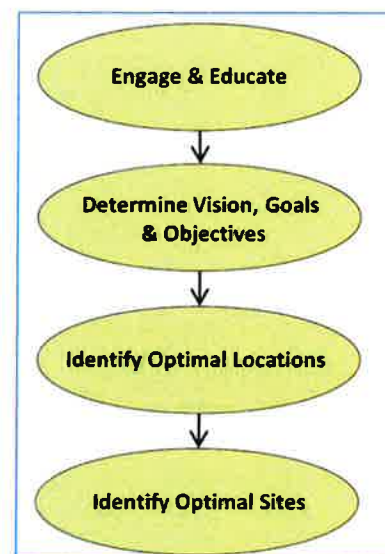 Engage & Educate
Determine Vision, Goals
& Objectives
Identify Optimal Locations
Identify Optimal Sites